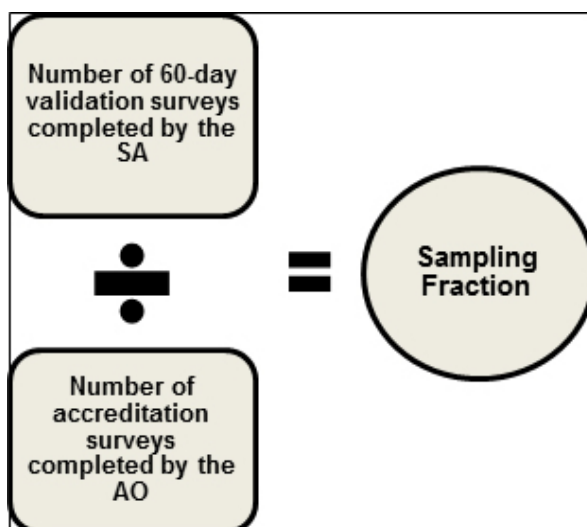 Number of 60-day
validation surveys
completed by the
SA
÷
=
Sampling
Fraction
Number of
accreditation
surveys
completed by the
AO